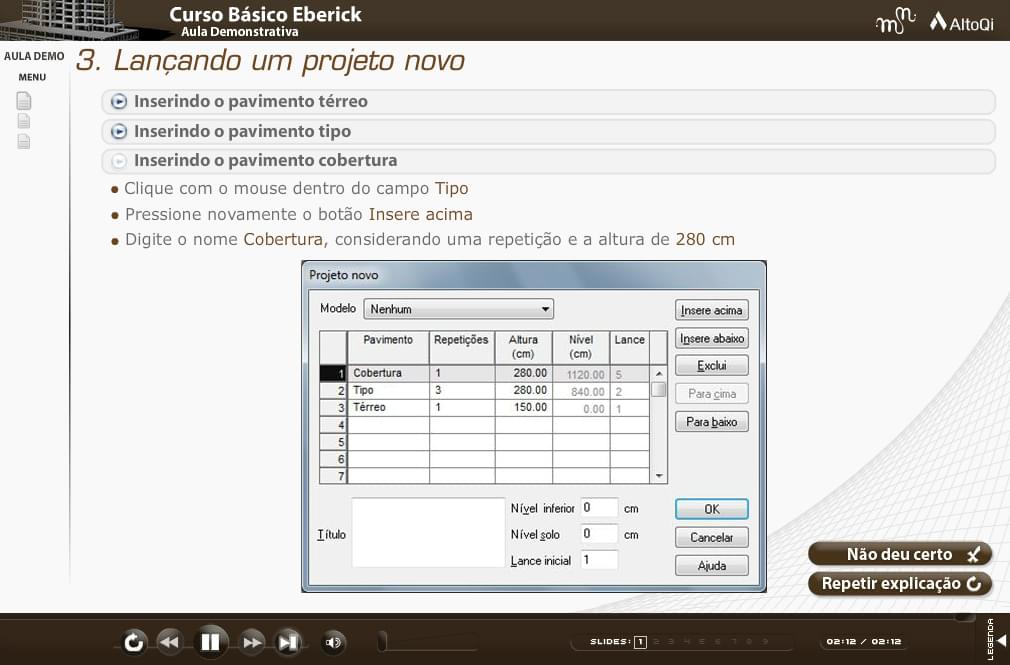 Curso Básico Eberick
Aula Demonstrativa
AltoQi
AULA DEMO
MENU
3. Lançando um projeto novo
Inserindo o pavimento térreo
Inserindo o pavimento tipo
Inserindo o pavimento cobertura
• Clique com o mouse dentro do campo Tipo
• Pressione novamente o botão Insere acima
• Digite o nome Cobertura, considerando uma repetição e a altura de 280 cm
Projeto novo
Modelo Nenhum
Insere acima
Insere abaixo
Exclui
Para cima
Para baixo
Pavimento Repetições Altura (cm) Nível (cm) Lance
1 Cobertura 1 280.00 1120.00 5
2 Tipo 3 280.00 840.00 2
3 Térreo 1 150.00 0.00 1
4
5
6
7
Título
Nível inferior 0 cm
Nível solo 0 cm
Lance inicial 1
OK
Cancelar
Ajuda
Não deu certo
Repetir explicação
SLIDES: 1 2 3 4 5 6 7 8 9
02:12 / 02:12
LEGENDA